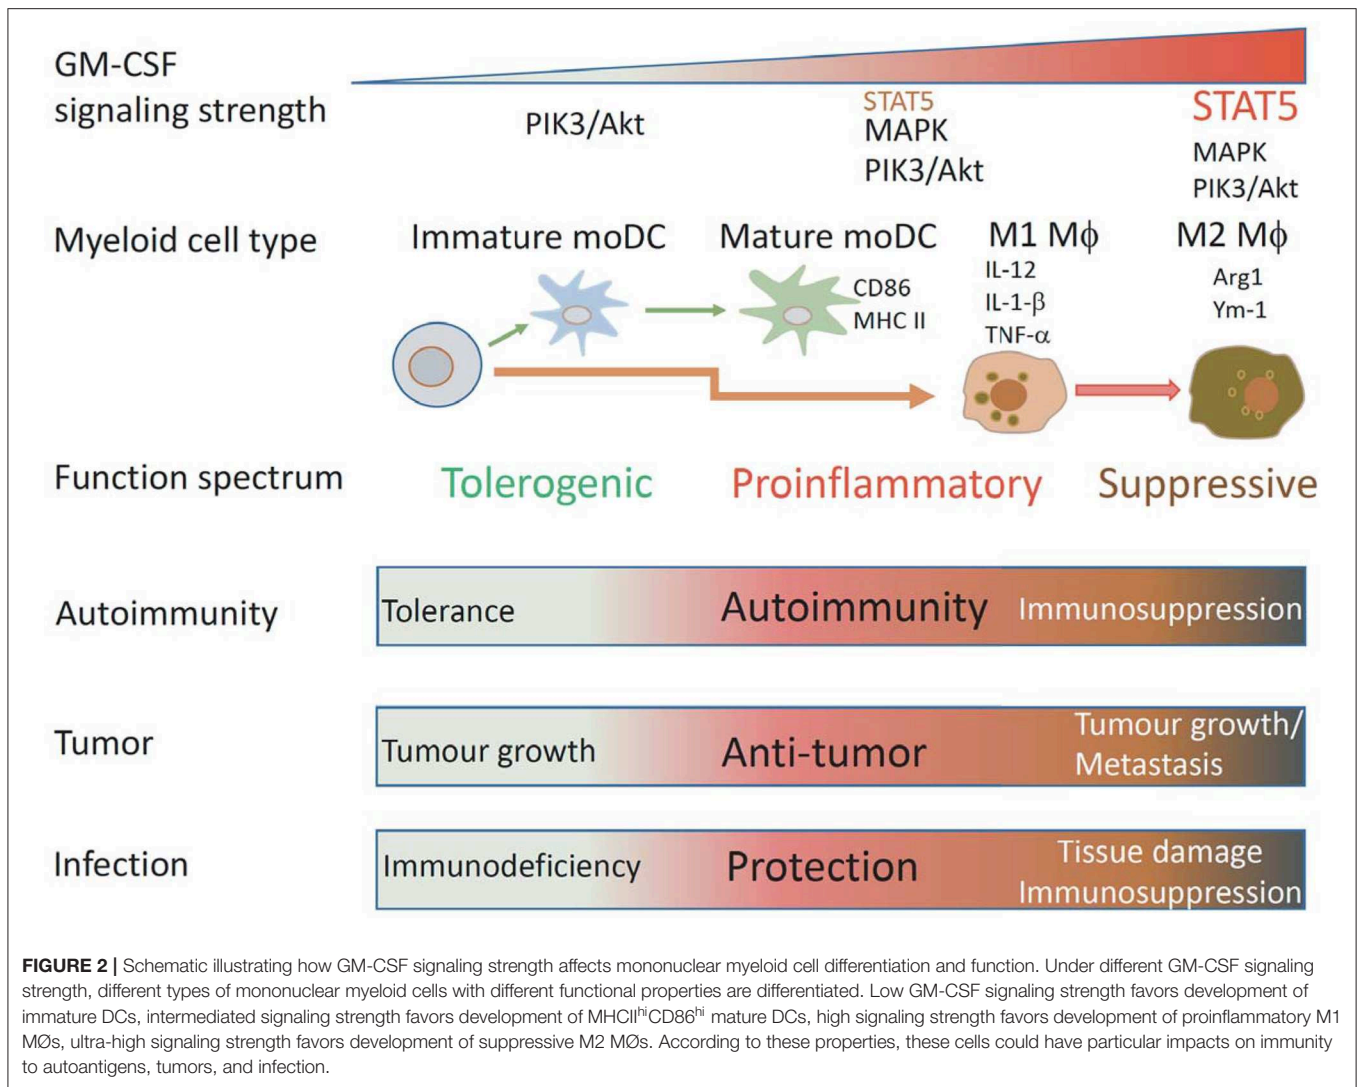 GM-CSF
signaling strength
PIK3/Akt
STAT5
MAPK
PIK3/Akt
STAT5
MAPK
PIK3/Akt
Myeloid cell type
Immature moDC
Mature moDC
CD86
MHC II
M1 Mϕ
IL-12
IL-1-β
TNF-α
M2 Mϕ
Arg1
Ym-1
Function spectrum
Tolerogenic
Proinflammatory
Suppressive
Autoimmunity
Tolerance
Autoimmunity
Immunosuppression
Tumor
Tumour growth
Anti-tumor
Tumour growth/
Metastasis
Infection
Immunodeficiency
Protection
Tissue damage
Immunosuppression
FIGURE 2 | Schematic illustrating how GM-CSF signaling strength affects mononuclear myeloid cell differentiation and function. Under different GM-CSF signaling
strength, different types of mononuclear myeloid cells with different functional properties are differentiated. Low GM-CSF signaling strength favors development of
immature DCs, intermediated signaling strength favors development of MHCIIhiCD86hi mature DCs, high signaling strength favors development of proinflammatory M1
MØs, ultra-high signaling strength favors development of suppressive M2 MØs. According to these properties, these cells could have particular impacts on immunity
to autoantigens, tumors, and infection.